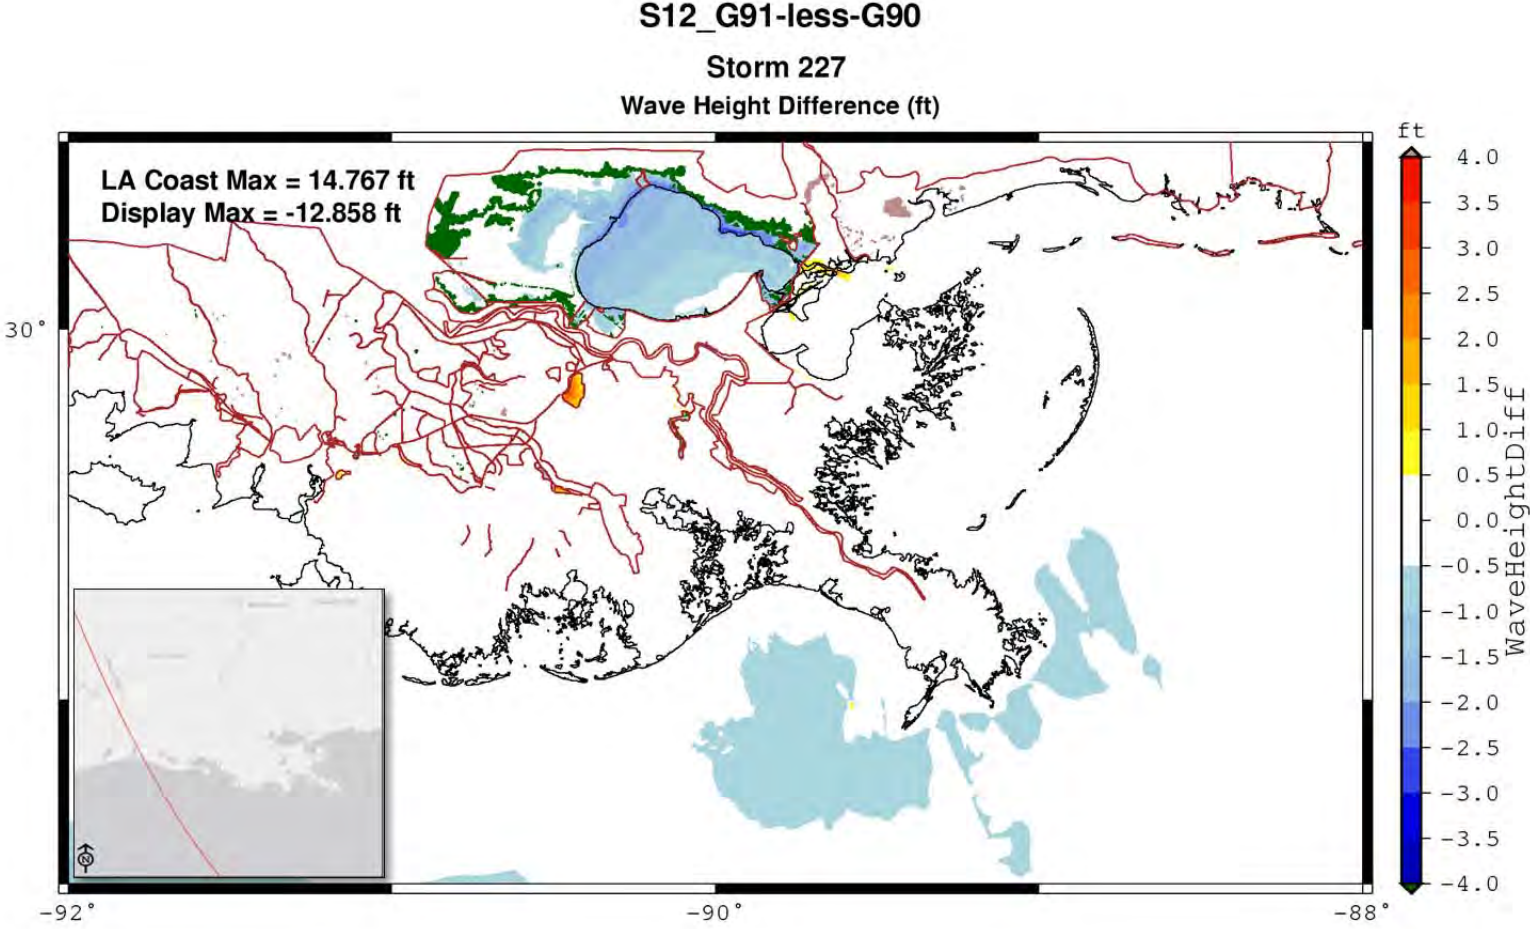 S12_G91-less-G90
Storm 227
Wave Height Difference (ft)
LA Coast Max = 14.767 ft
Display Max = -12.858 ft
ft
4.0
3.5
3.0
2.5
2.0
1.5
1.0
0.5
0.0
-0.5
-1.0
-1.5
-2.0
-2.5
-3.0
-3.5
-4.0
WaveHeightDiff
30°
N
-92°
-90°
-88°